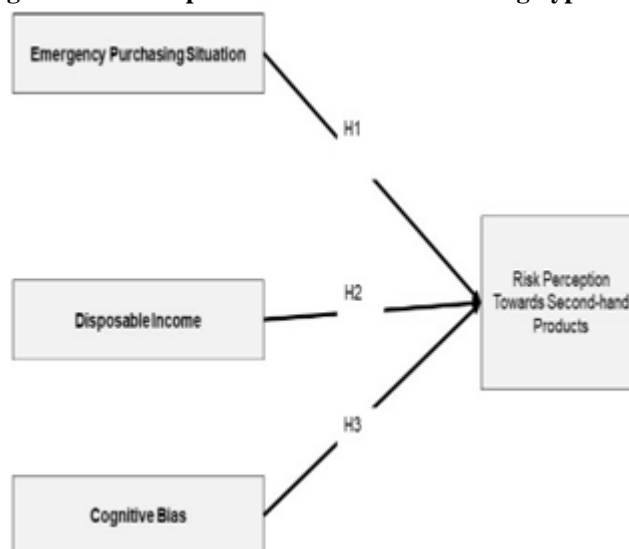 Emergency Purchasing Situation
H1
Disposable Income
H2
Risk Perception
Towards Second-hand
Products
H3
Cognitive Bias